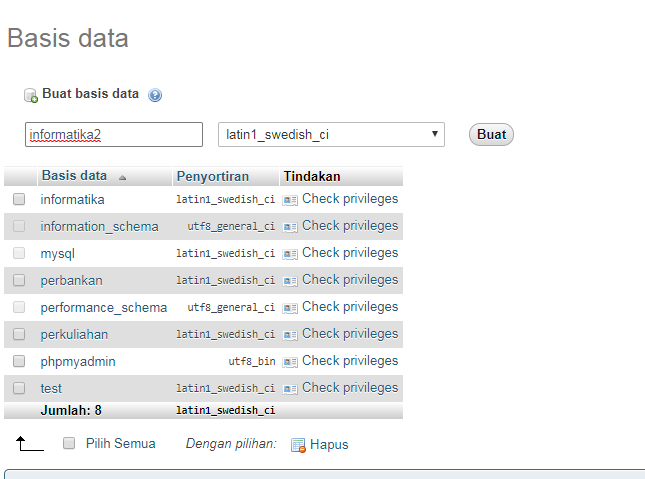 Basis data
Buat basis data
informatika2 latin1_swedish_ci Buat
Basis data Penyortiran Tindakan
informatika latin1_swedish_ci Check privileges
information_schema utf8_general_ci Check privileges
mysql latin1_swedish_ci Check privileges
perbankan latin1_swedish_ci Check privileges
performance_schema utf8_general_ci Check privileges
perkuliahan latin1_swedish_ci Check privileges
phpmyadmin utf8_bin Check privileges
test latin1_swedish_ci Check privileges
Jumlah: 8 latin1_swedish_ci
Pilih Semua Dengan pilihan: Hapus